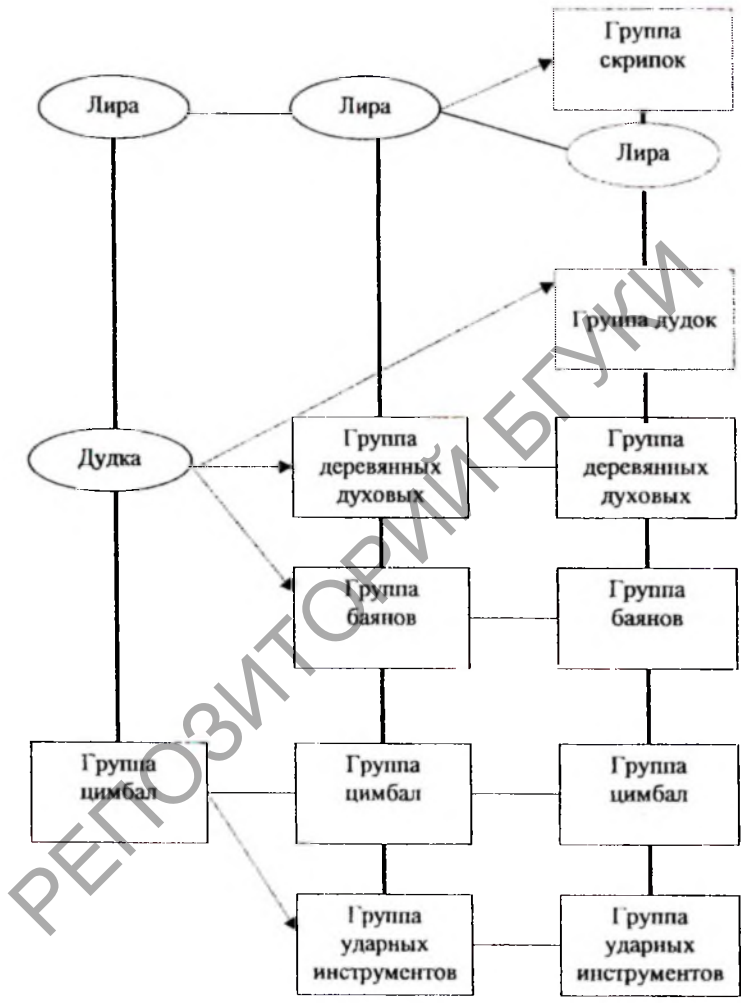 Группа
скрипок
Лира
Лира
Лира
Группа дудок
Дудка
Группа
деревянных
духовых
Группа
деревянных
духовых
Группа
баянов
Группа
баянов
Группа
цимбал
Группа
цимбал
Группа
цимбал
Группа
ударных
инструментов
Группа
ударных
инструментов
РЕПОЗИТОРИЙ БГУКИ